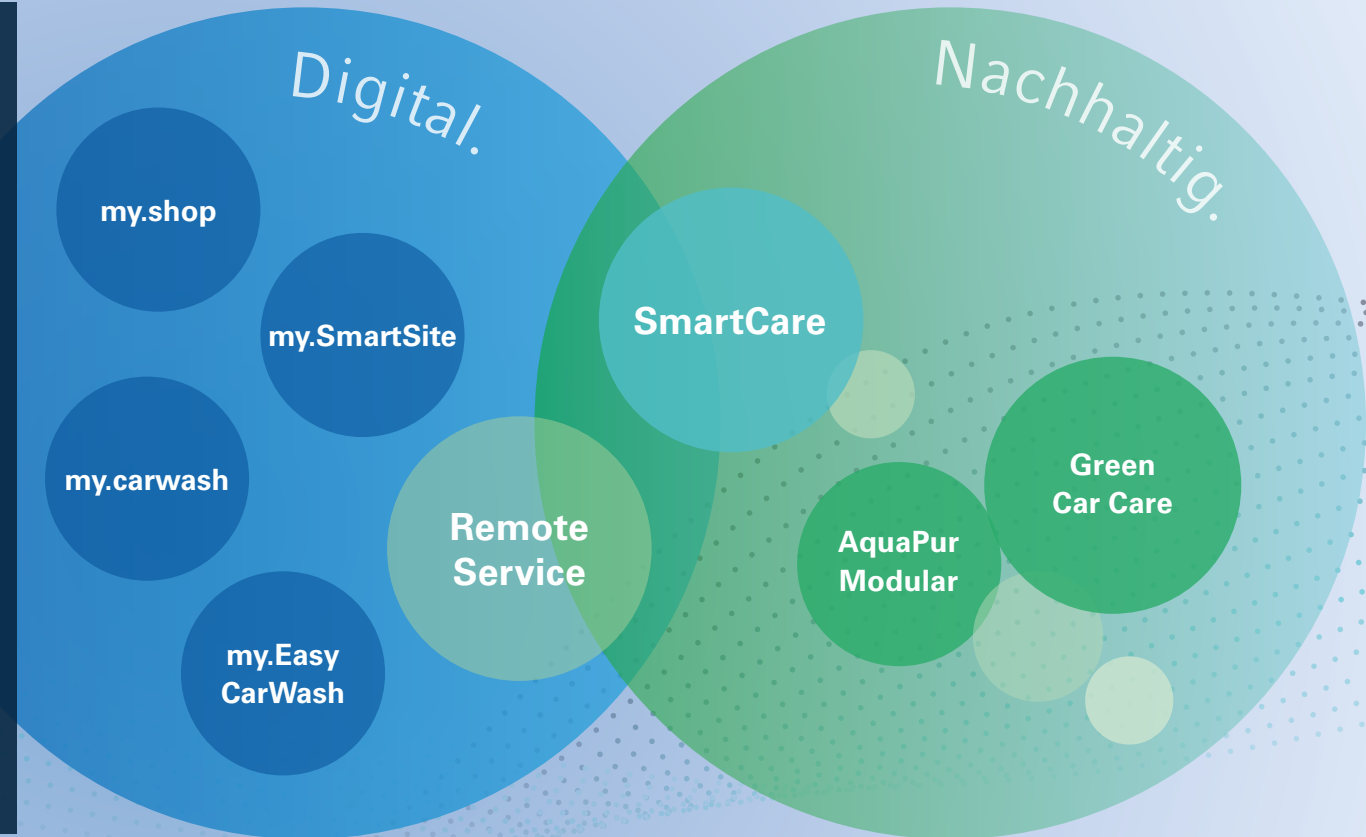 Digital.
Nachhaltig.
my.shop
my.SmartSite
SmartCare
my.carwash
Remote
Service
Green
Car Care
AquaPur
Modular
my.Easy
CarWash